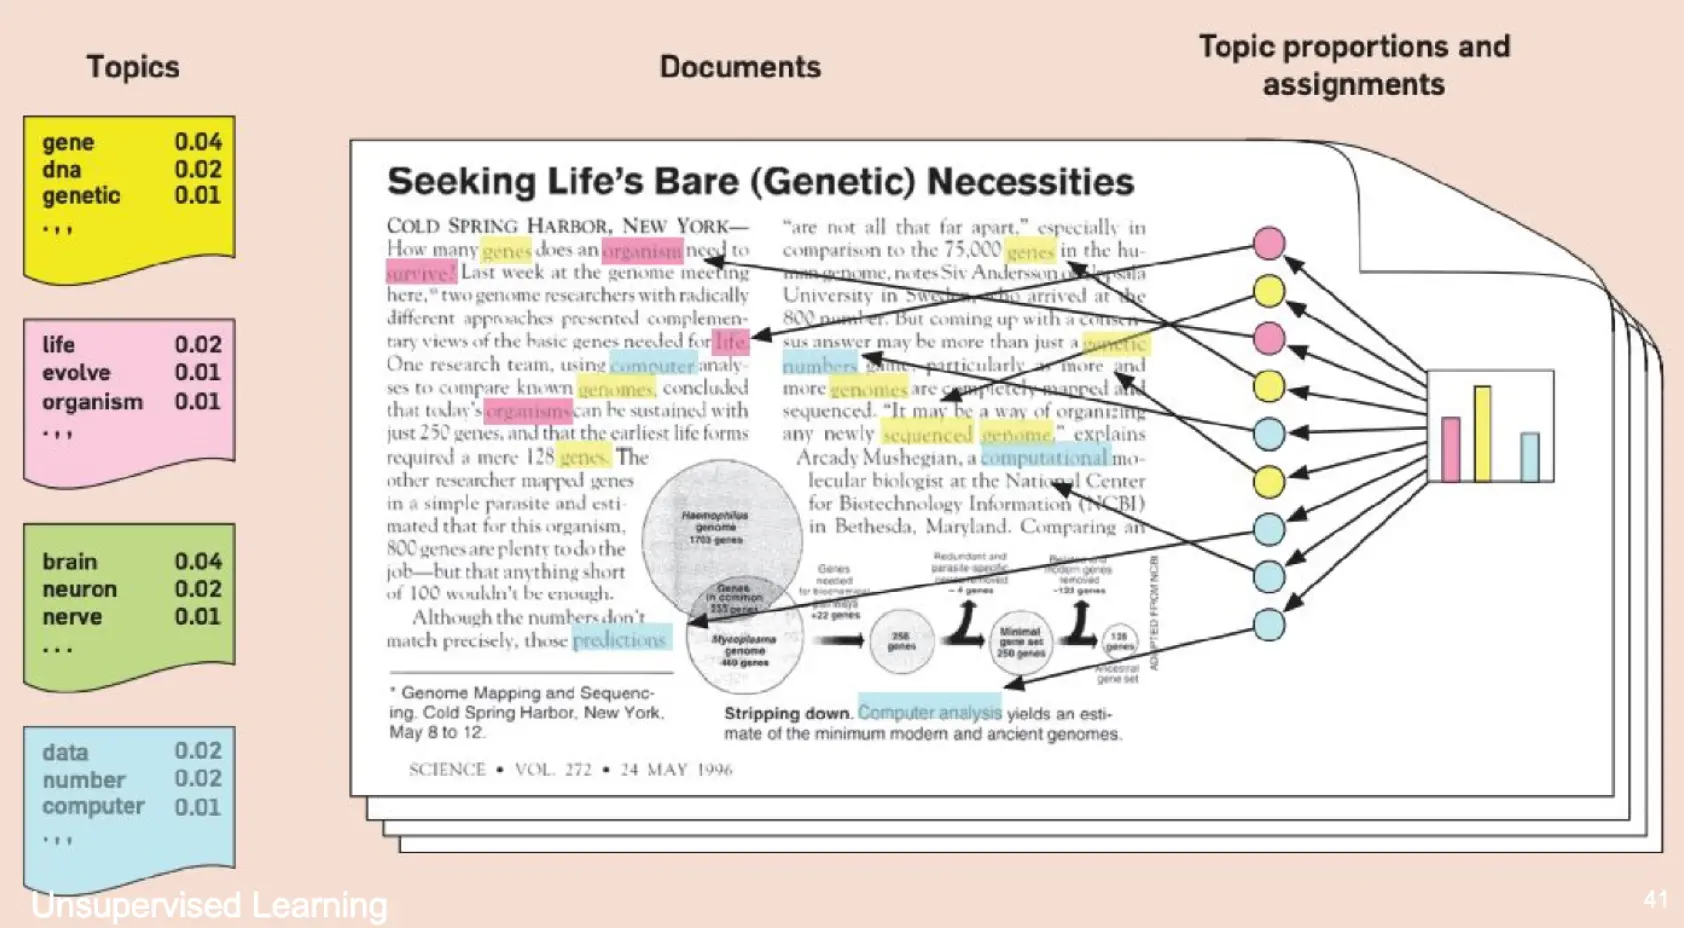 Topics
Documents
Topic proportions and
assignments
gene 0.04
dna 0.02
genetic 0.01
. , ,
life 0.02
evolve 0.01
organism 0.01
. , ,
brain 0.04
neuron 0.02
nerve 0.01
. . .
data 0.02
number 0.02
computer 0.01
. , ,
Seeking Life's Bare (Genetic) Necessities
COLD SPRING HARBOR, NEW YORK—
How many genes does an organism need to
survive? Last week at the genome meeting
here,* two genome researchers with radically
different approaches presented complemen-
tary views of the basic genes needed for life.
One research team, using computer analy-
ses to compare known genomes, concluded
that today's organisms can be sustained with
just 250 genes, and that the earliest life forms
required a mere 128 genes. The
other researcher mapped genes
in a simple parasite and esti-
mated that for this organism,
800 genes are plenty to do the
job—but that anything short
of 100 wouldn't be enough.
Although the numbers don't
match precisely, those predictions
* Genome Mapping and Sequenc-
ing, Cold Spring Harbor, New York,
May 8 to 12.
"are not all that far apart," especially in
comparison to the 75,000 genes in the hu-
man genome, notes Siv Andersson of Uppsala
University in Sweden, who arrived at the
800 number. But coming up with a consen-
sus answer may be more than just a genetic
numbers game, particularly as more and
more genomes are completely mapped and
sequenced. "It may be a way of organizing
any newly sequenced genome," explains
Arcady Mushegian, a computational mo-
lecular biologist at the National Center
for Biotechnology Information (NCBI)
in Bethesda, Maryland. Comparing an
Haemophilus
genome
1703 genes
Genes
in common
233 genes
Mycoplasma
genome
469 genes
Genes
needed
for biochemical
pathways
+22 genes
256
genes
Redundant and
parasite-specific
genes removed
– 4 genes
Minimal
gene set
250 genes
Related and
modern genes
removed
–122 genes
128
genes
Ancestral
gene set
ADAPTED FROM NCBI
Stripping down. Computer analysis yields an esti-
mate of the minimum modern and ancient genomes.
SCIENCE • VOL. 272 • 24 MAY 1996
Unsupervised Learning
41